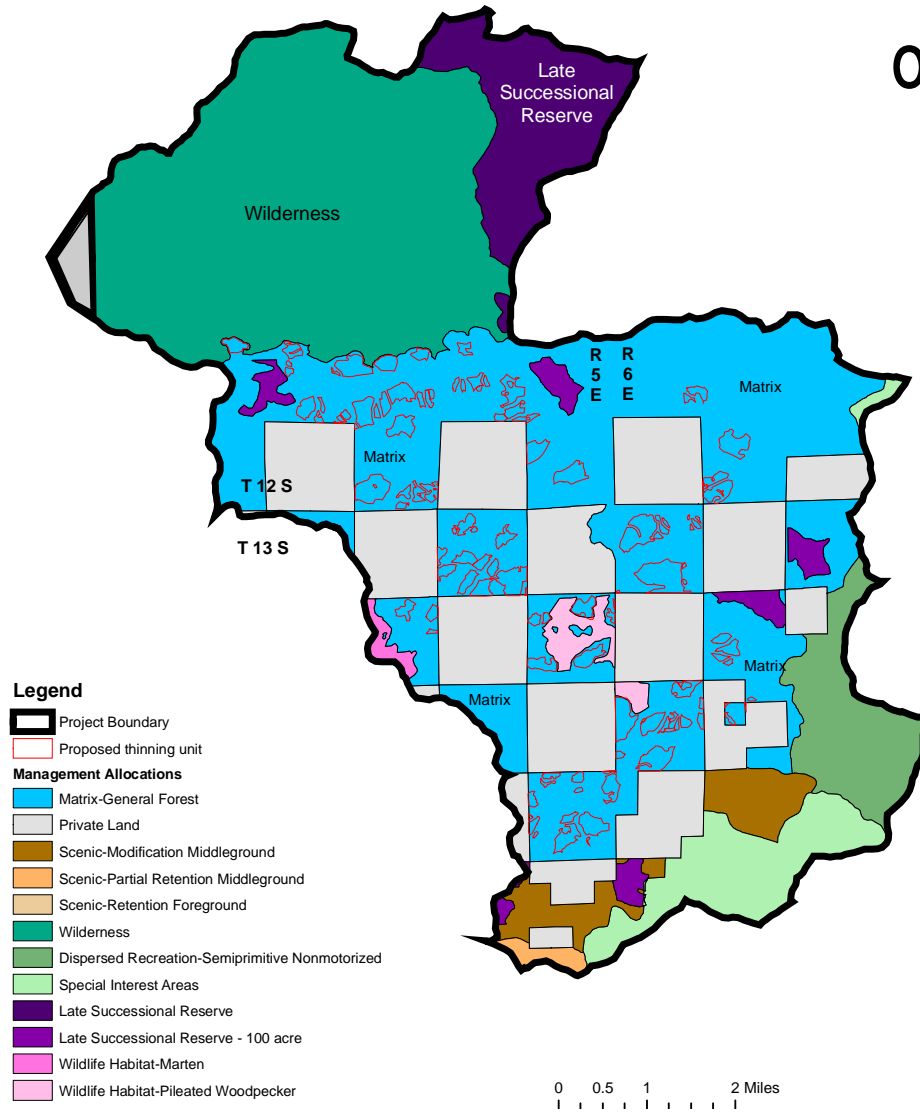 O
Late
Successional
Reserve
Wilderness
R R
5 6
E E
Matrix
Matrix
T 12 S
T 13 S
Matrix
Matrix
Legend
Project Boundary
Proposed thinning unit
Management Allocations
Matrix-General Forest
Private Land
Scenic-Modification Middleground
Scenic-Partial Retention Middleground
Scenic-Retention Foreground
Wilderness
Dispersed Recreation-Semiprimitive Nonmotorized
Special Interest Areas
Late Successional Reserve
Late Successional Reserve - 100 acre
Wildlife Habitat-Marten
Wildlife Habitat-Pileated Woodpecker
0 0.5 1 2 Miles